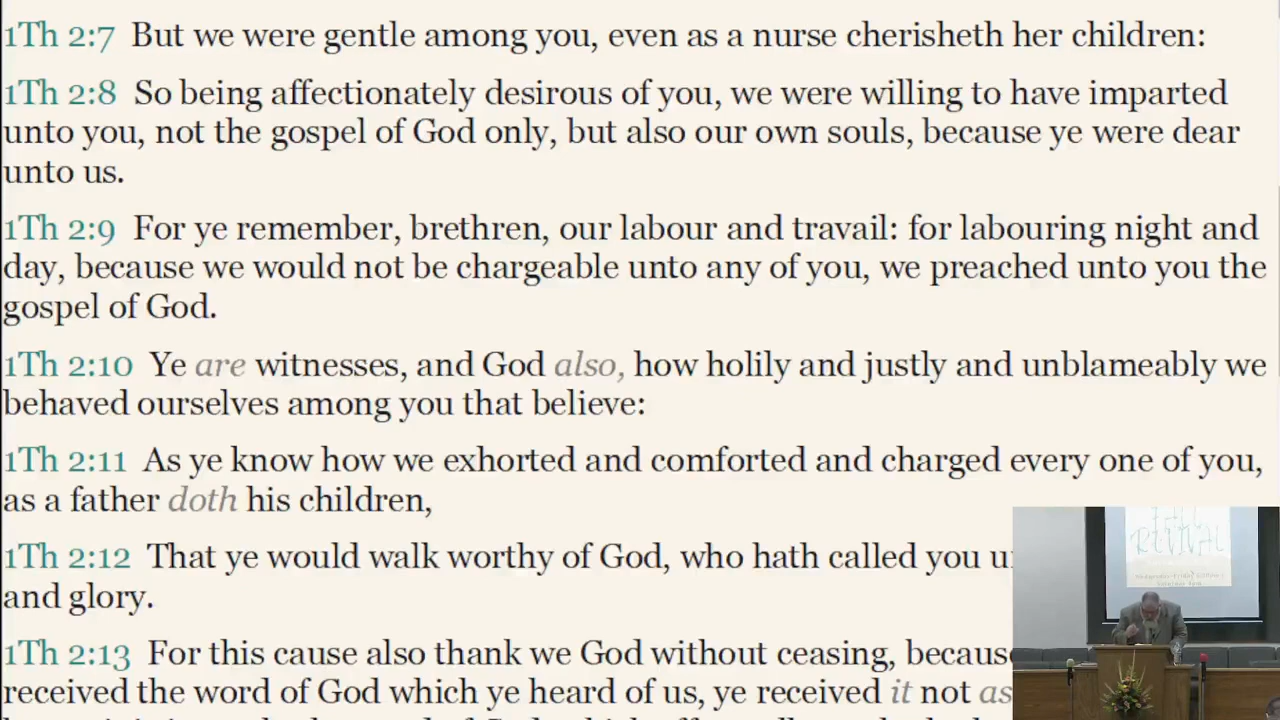 1Th 2:7 But we were gentle among you, even as a nurse cherisheth her children:
1Th 2:8 So being affectionately desirous of you, we were willing to have imparted
unto you, not the gospel of God only, but also our own souls, because ye were dear
unto us.
1Th 2:9 For ye remember, brethren, our labour and travail: for labouring night and
day, because we would not be chargeable unto any of you, we preached unto you the
gospel of God.
1Th 2:10 Ye are witnesses, and God also, how holily and justly and unblameably we
behaved ourselves among you that believe:
1Th 2:11 As ye know how we exhorted and comforted and charged every one of you,
as a father doth his children,
1Th 2:12 That ye would walk worthy of God, who hath called you
and glory.
1Th 2:13 For this cause also thank we God without ceasing,
received the word of God which ye heard of us, ye received it not as
REVIVAL